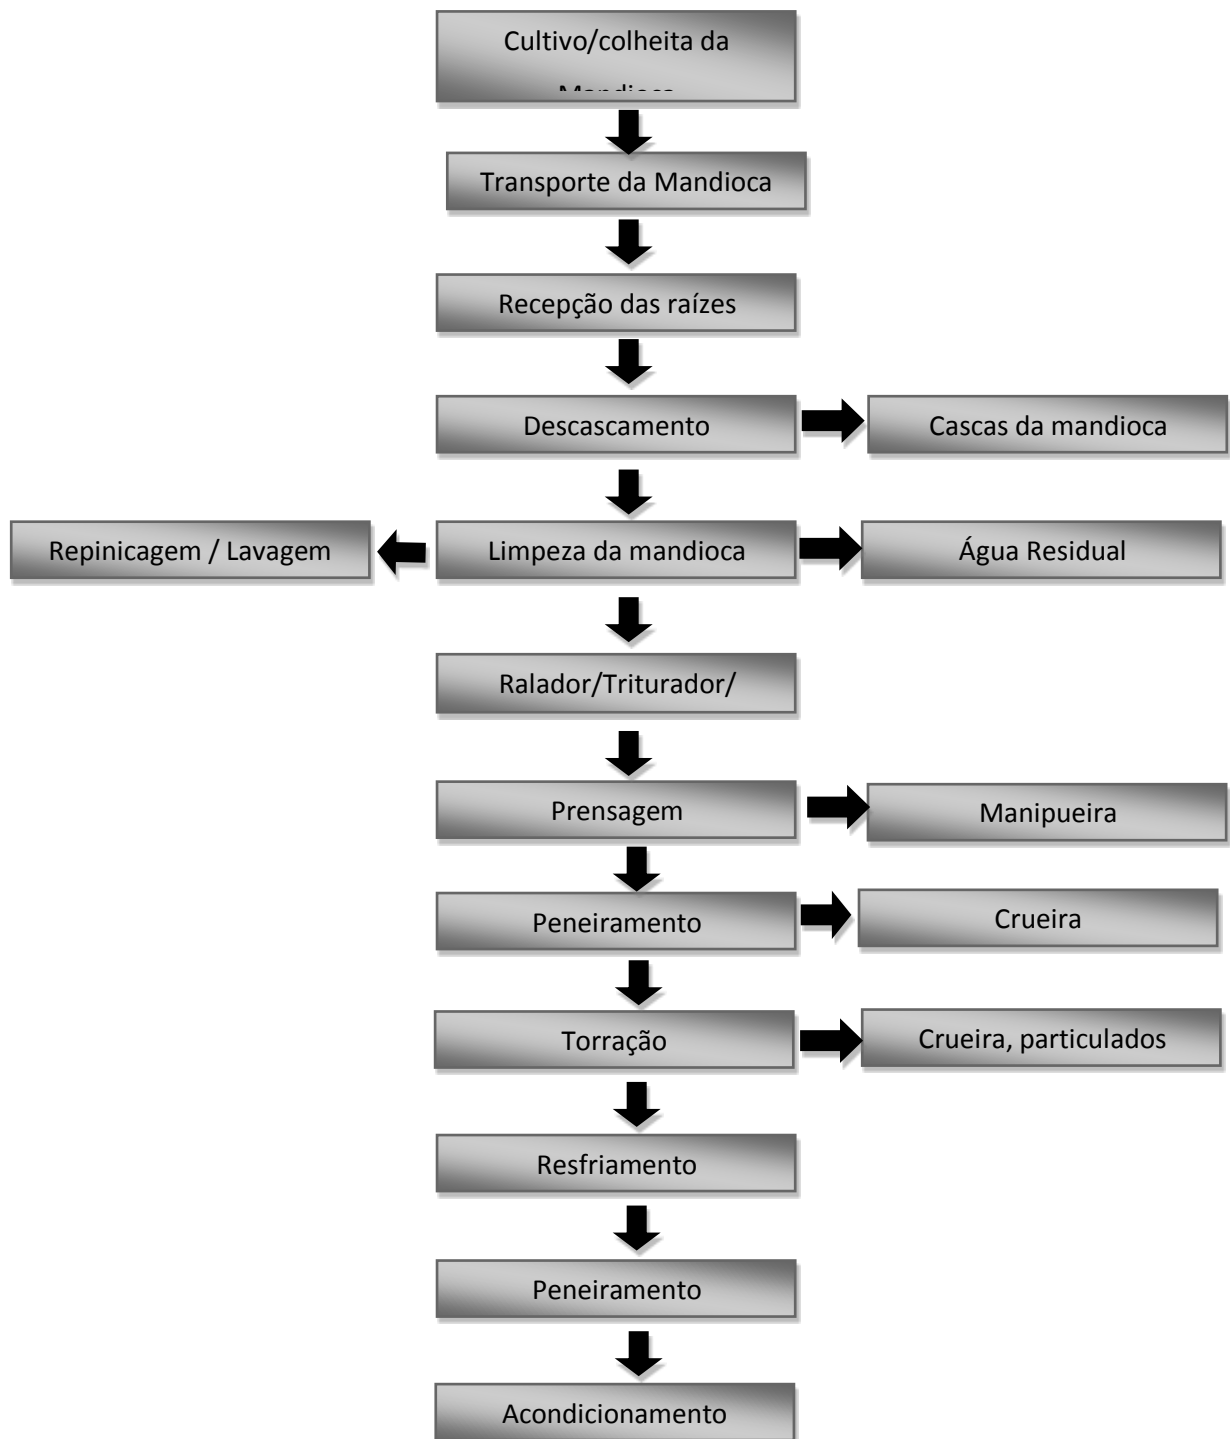 Cultivo/colheita da
Mandioca
Transporte da Mandioca
Recepção das raízes
Descascamento
Cascas da mandioca
Repinicagem / Lavagem
Limpeza da mandioca
Água Residual
Ralador/Triturador/
Prensagem
Manipueira
Peneiramento
Crueira
Torração
Crueira, particulados
Resfriamento
Peneiramento
Acondicionamento